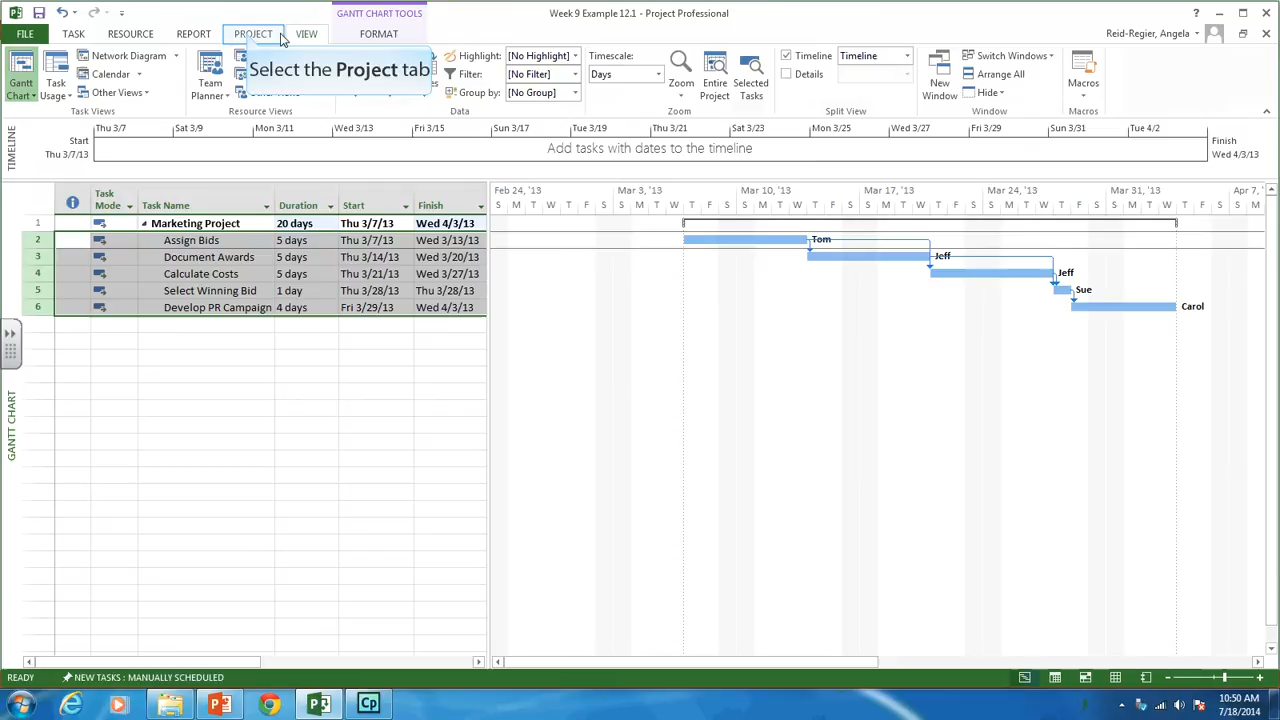 GANTT CHART TOOLS
Week 9 Example 12.1 - Project Professional
FILE TASK RESOURCE REPORT PROJECT VIEW FORMAT
Reid-Regier, Angela
Select the Project tab
Gantt Chart
Task Usage
Network Diagram
Calendar
Other Views
Task Views
Team Planner
Resource Views
Highlight: [No Highlight]
Filter: [No Filter]
Group by: [No Group]
Data
Timescale:
Days
Zoom
Entire Project
Selected Tasks
Zoom
Timeline Timeline
Details
Split View
New Window
Switch Windows
Arrange All
Hide
Window
Macros
Macros
TIMELINE
Start
Thu 3/7/13
Thu 3/7 Sat 3/9 Mon 3/11 Wed 3/13 Fri 3/15 Sun 3/17 Tue 3/19 Thu 3/21 Sat 3/23 Mon 3/25 Wed 3/27 Fri 3/29 Sun 3/31 Tue 4/2
Add tasks with dates to the timeline
Finish
Wed 4/3/13
Task Mode Task Name Duration Start Finish
1 Marketing Project 20 days Thu 3/7/13 Wed 4/3/13
2 Assign Bids 5 days Thu 3/7/13 Wed 3/13/13
3 Document Awards 5 days Thu 3/14/13 Wed 3/20/13
4 Calculate Costs 5 days Thu 3/21/13 Wed 3/27/13
5 Select Winning Bid 1 day Thu 3/28/13 Thu 3/28/13
6 Develop PR Campaign 4 days Fri 3/29/13 Wed 4/3/13
Feb 24, '13 Mar 3, '13 Mar 10, '13 Mar 17, '13 Mar 24, '13 Mar 31, '13 Apr 7,
S M T W T F S S M T W T F S S M T W T F S S M T W T F S S M T W T F S S M T W T F S S M
Tom
Jeff
Jeff
Sue
Carol
GANTT CHART
READY NEW TASKS : MANUALLY SCHEDULED
10:50 AM
7/18/2014